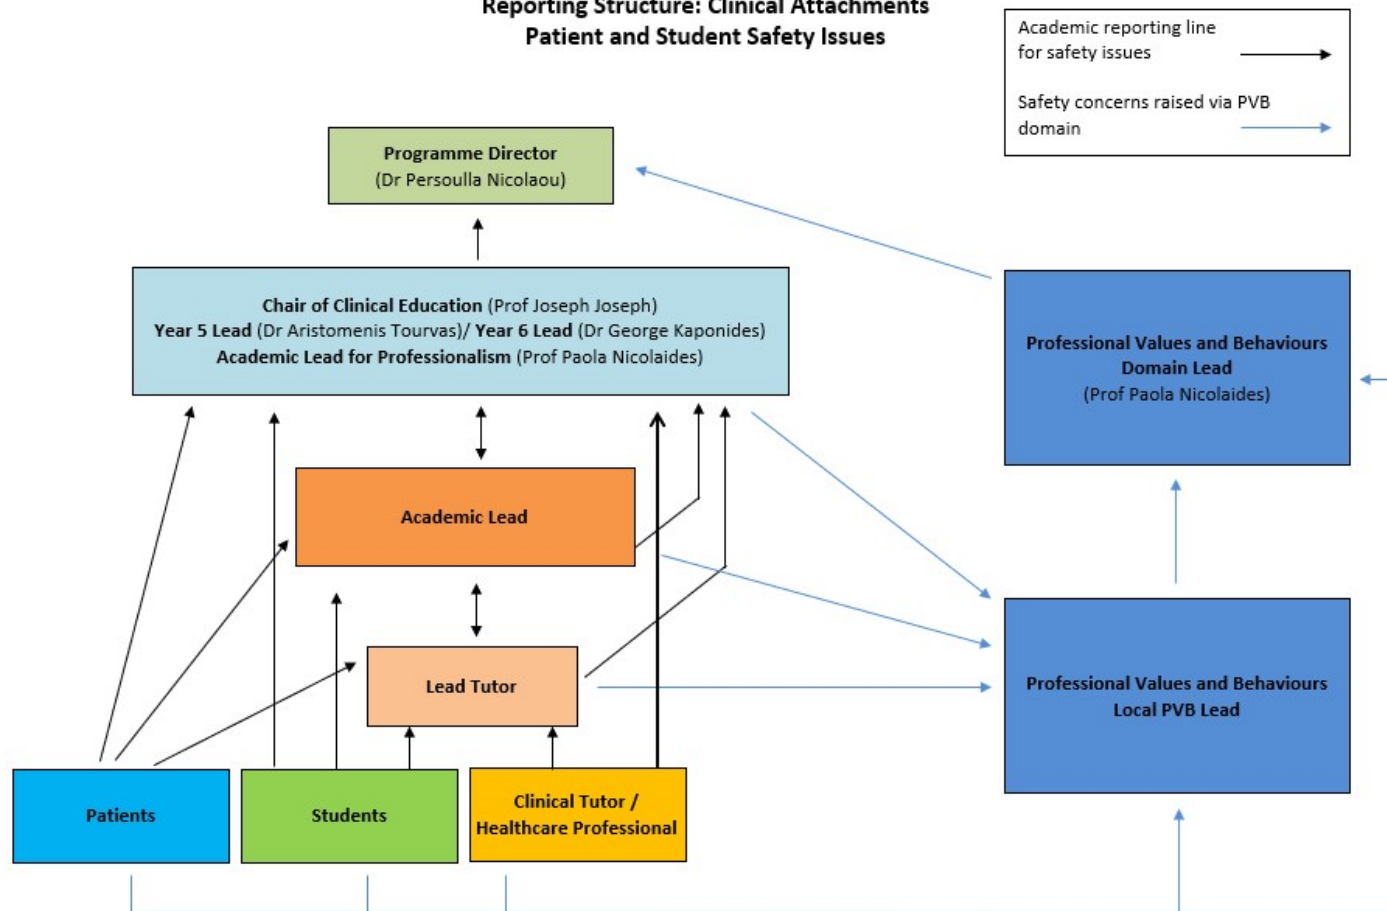 Reporting Structure: Clinical Attachments
Patient and Student Safety Issues
Academic reporting line
for safety issues
Safety concerns raised via PVB
domain
Programme Director
(Dr Persoulla Nicolaou)
Chair of Clinical Education (Prof Joseph Joseph)
Year 5 Lead (Dr Aristomenis Tourvas)/ Year 6 Lead (Dr George Kaponides)
Academic Lead for Professionalism (Prof Paola Nicolaides)
Professional Values and Behaviours
Domain Lead
(Prof Paola Nicolaides)
Academic Lead
Lead Tutor
Professional Values and Behaviours
Local PVB Lead
Patients
Students
Clinical Tutor /
Healthcare Professional